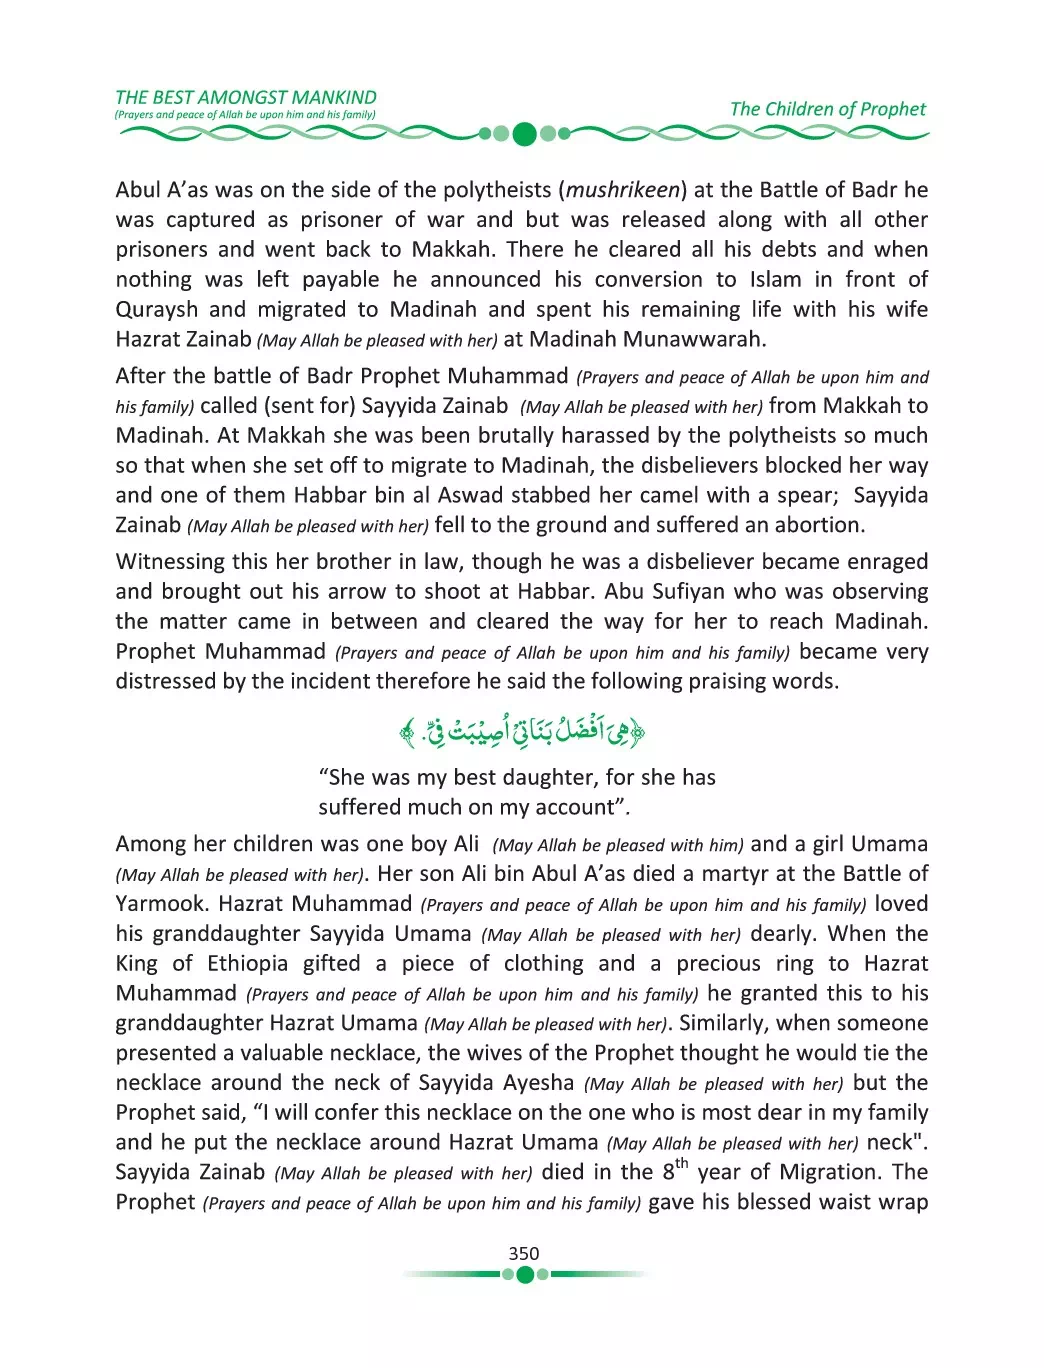 THE BEST AMONGST MANKIND
(Prayers and peace of Allah be upon him and his family)
The Children of Prophet
Abul A’as was on the side of the polytheists (mushrikeen) at the Battle of Badr he
was captured as prisoner of war and but was released along with all other
prisoners and went back to Makkah. There he cleared all his debts and when
nothing was left payable he announced his conversion to Islam in front of
Quraysh and migrated to Madinah and spent his remaining life with his wife
Hazrat Zainab (May Allah be pleased with her) at Madinah Munawwarah.
After the battle of Badr Prophet Muhammad (Prayers and peace of Allah be upon him and
his family) called (sent for) Sayyida Zainab  (May Allah be pleased with her) from Makkah to
Madinah. At Makkah she was been brutally harassed by the polytheists so much
so that when she set off to migrate to Madinah, the disbelievers blocked her way
and one of them Habbar bin al Aswad stabbed her camel with a spear;  Sayyida
Zainab (May Allah be pleased with her) fell to the ground and suffered an abortion.
Witnessing this her brother in law, though he was a disbeliever became enraged
and brought out his arrow to shoot at Habbar. Abu Sufiyan who was observing
the matter came in between and cleared the way for her to reach Madinah.
Prophet Muhammad (Prayers and peace of Allah be upon him and his family) became very
distressed by the incident therefore he said the following praising words.
﴿هِىَ اَفْضَلُ بَنَاتِىْ اُصِيْبَتْ فِىَّ.﴾
“She was my best daughter, for she has
suffered much on my account”.
Among her children was one boy Ali  (May Allah be pleased with him) and a girl Umama
(May Allah be pleased with her). Her son Ali bin Abul A’as died a martyr at the Battle of
Yarmook. Hazrat Muhammad (Prayers and peace of Allah be upon him and his family) loved
his granddaughter Sayyida Umama (May Allah be pleased with her) dearly. When the
King of Ethiopia gifted a piece of clothing and a precious ring to Hazrat
Muhammad (Prayers and peace of Allah be upon him and his family) he granted this to his
granddaughter Hazrat Umama (May Allah be pleased with her). Similarly, when someone
presented a valuable necklace, the wives of the Prophet thought he would tie the
necklace around the neck of Sayyida Ayesha (May Allah be pleased with her) but the
Prophet said, “I will confer this necklace on the one who is most dear in my family
and he put the necklace around Hazrat Umama (May Allah be pleased with her) neck".
Sayyida Zainab (May Allah be pleased with her) died in the 8th year of Migration. The
Prophet (Prayers and peace of Allah be upon him and his family) gave his blessed waist wrap
350